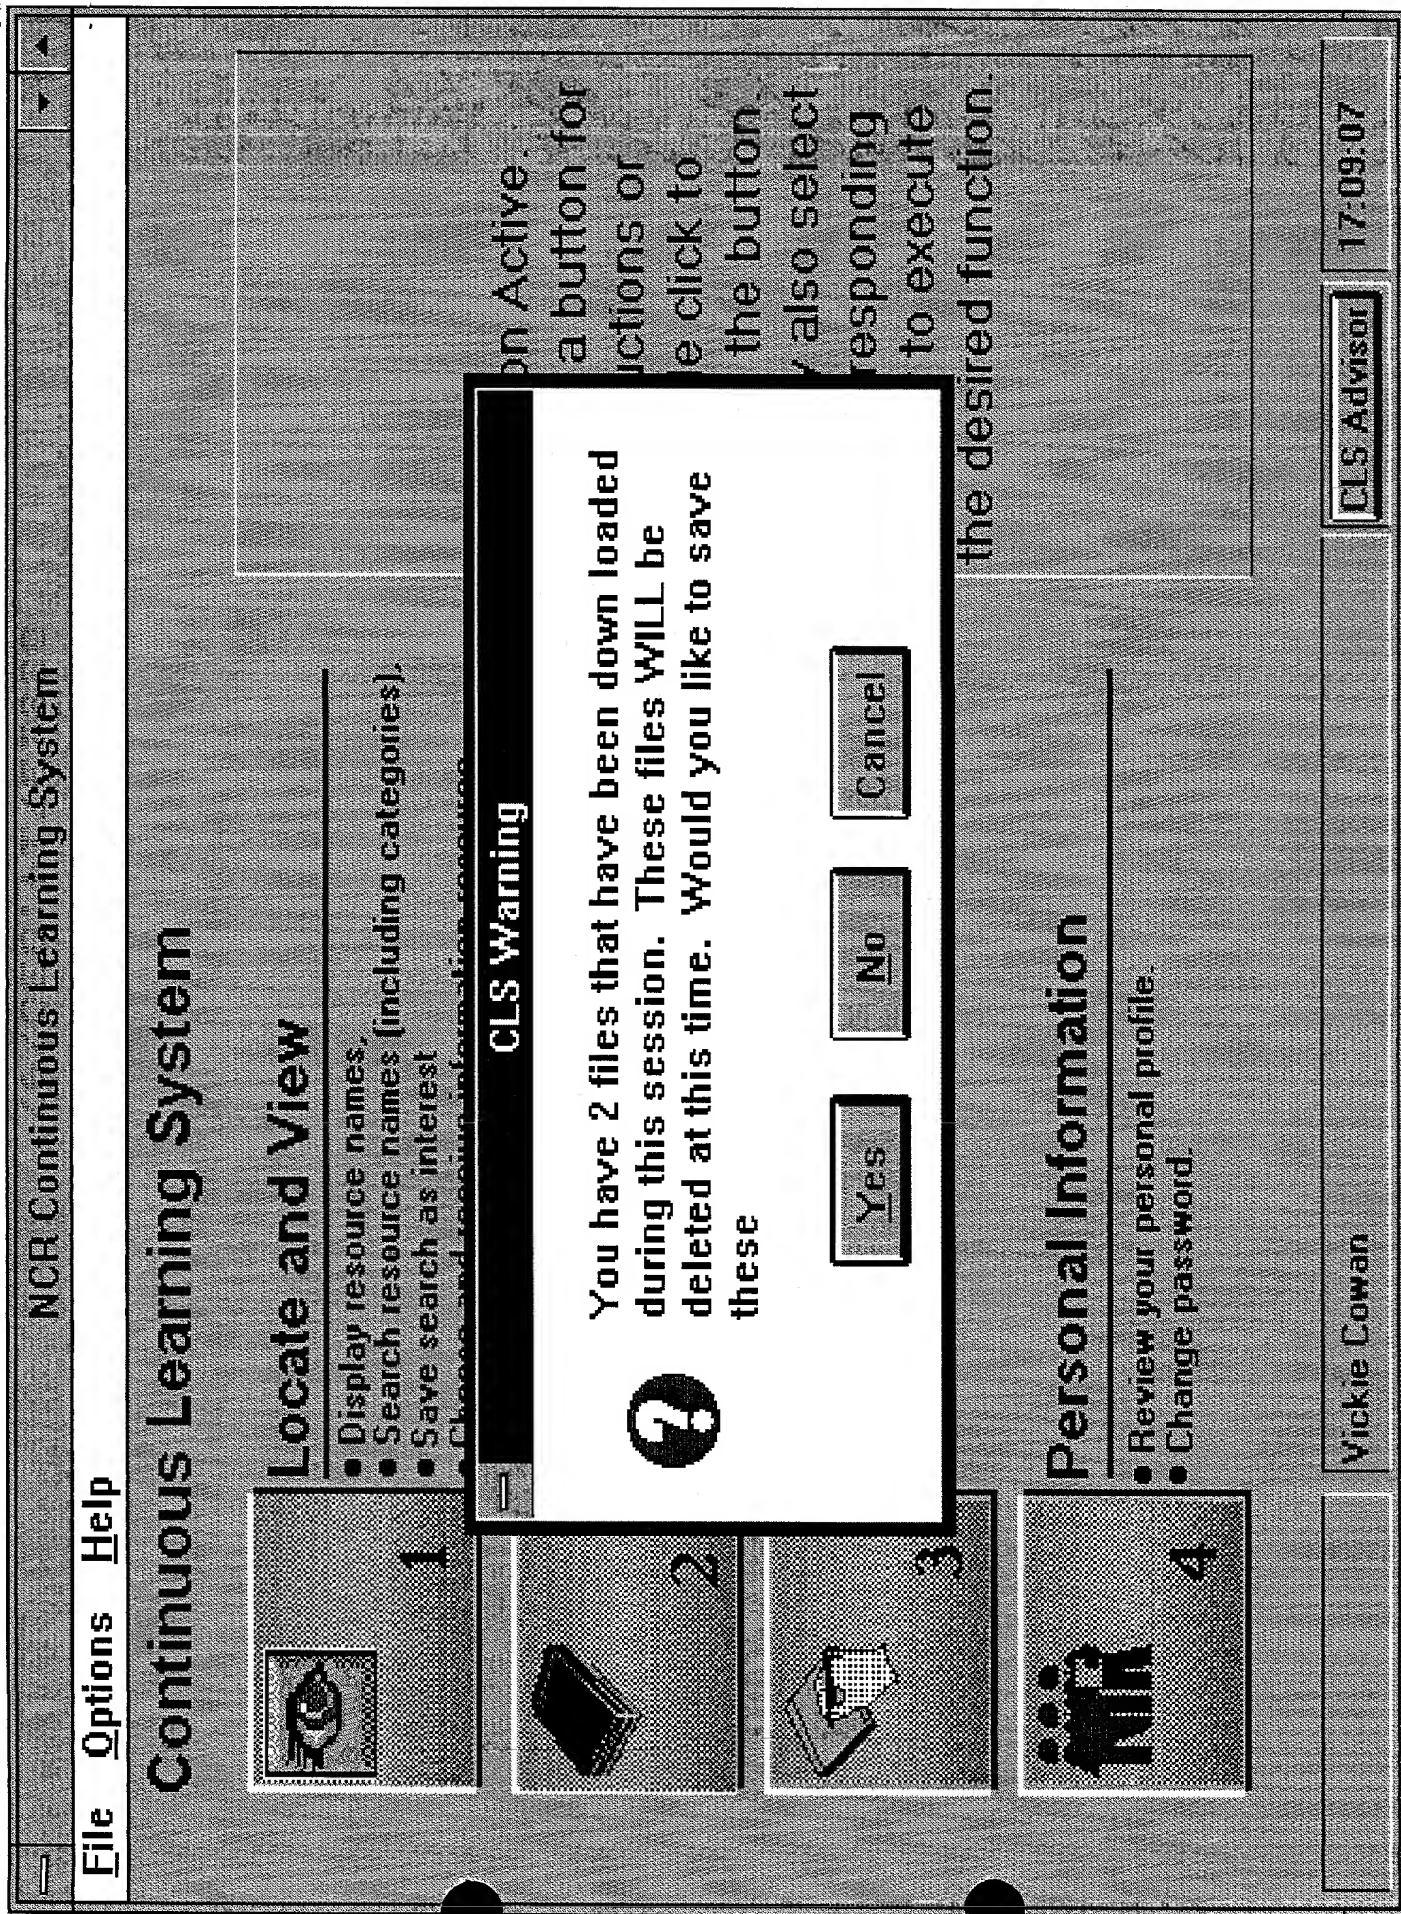 NCR Continuous Learning System
File Options Help
Continuous Learning System
1
Locate and View
• Display resource names,
• Search resource names (including categories),
• Save search as interest
on Active.
a button for
uctions or
e click to
the button.
y also select
responding
to execute
the desired function.
CLS Warning
You have 2 files that have been down loaded
during this session. These files WILL be
deleted at this time. Would you like to save
these
Yes No Cancel
2
3
4
Personal Information
• Review your personal profile.
• Change password.
Vickie Cowan
CLS Advisor
17:09:07